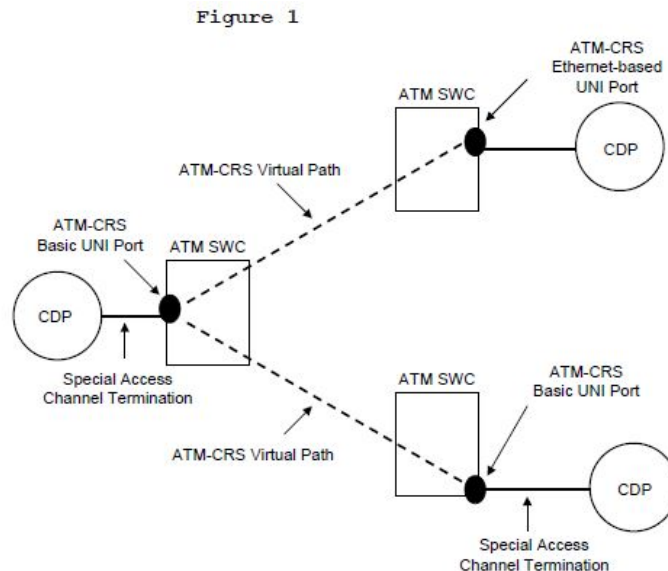 Figure 1
ATM-CRS
Ethernet-based
UNI Port
ATM SWC
CDP
ATM-CRS Virtual Path
ATM-CRS
Basic UNI Port
ATM SWC
CDP
Special Access
Channel Termination
ATM SWC
ATM-CRS
Basic UNI Port
ATM-CRS Virtual Path
CDP
Special Access
Channel Termination